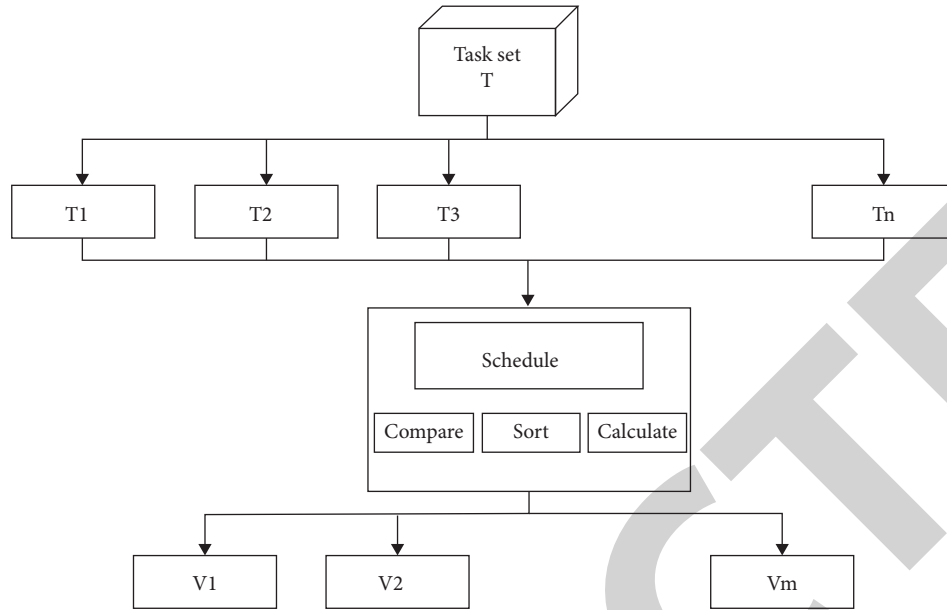 Task set
T
T1
T2
T3
Tn
Schedule
Compare
Sort
Calculate
V1
V2
Vm